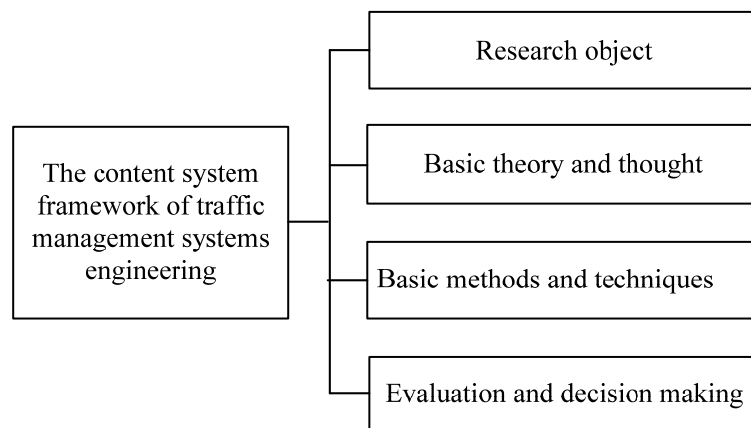 The content system
framework of traffic
management systems
engineering
Research object
Basic theory and thought
Basic methods and techniques
Evaluation and decision making